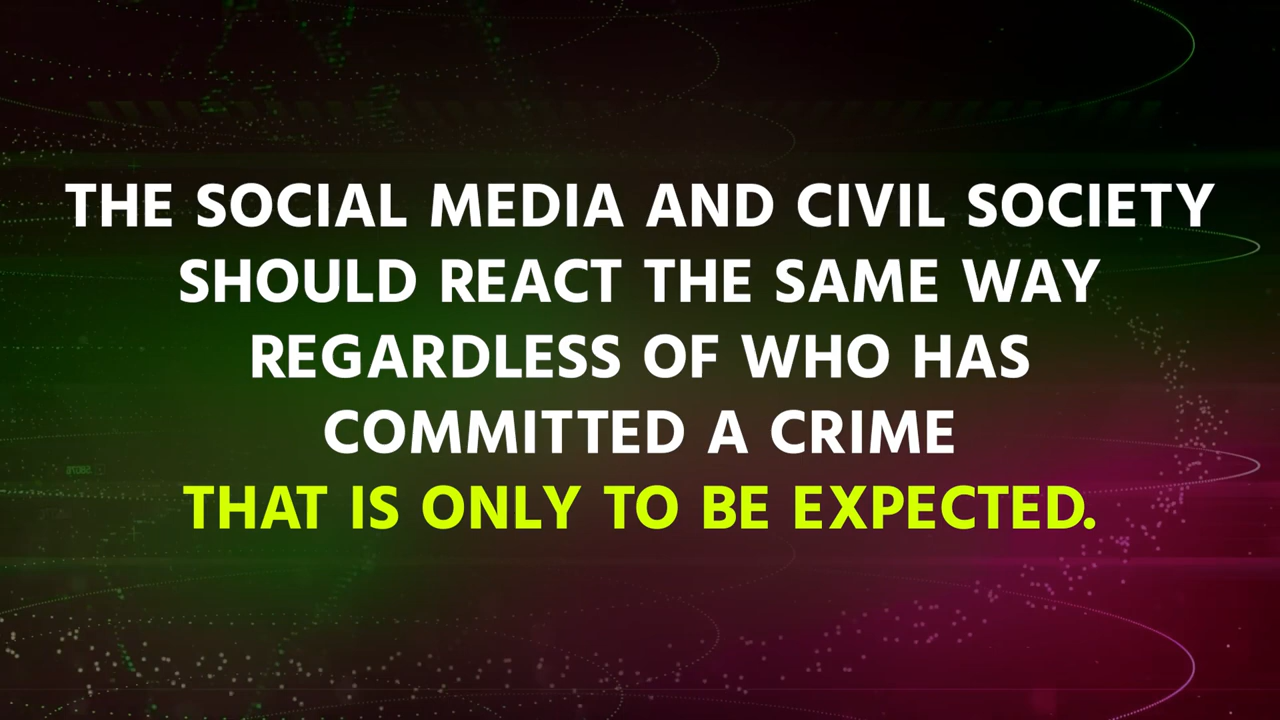 THE SOCIAL MEDIA AND CIVIL SOCIETY
SHOULD REACT THE SAME WAY
REGARDLESS OF WHO HAS
COMMITTED A CRIME
THAT IS ONLY TO BE EXPECTED.